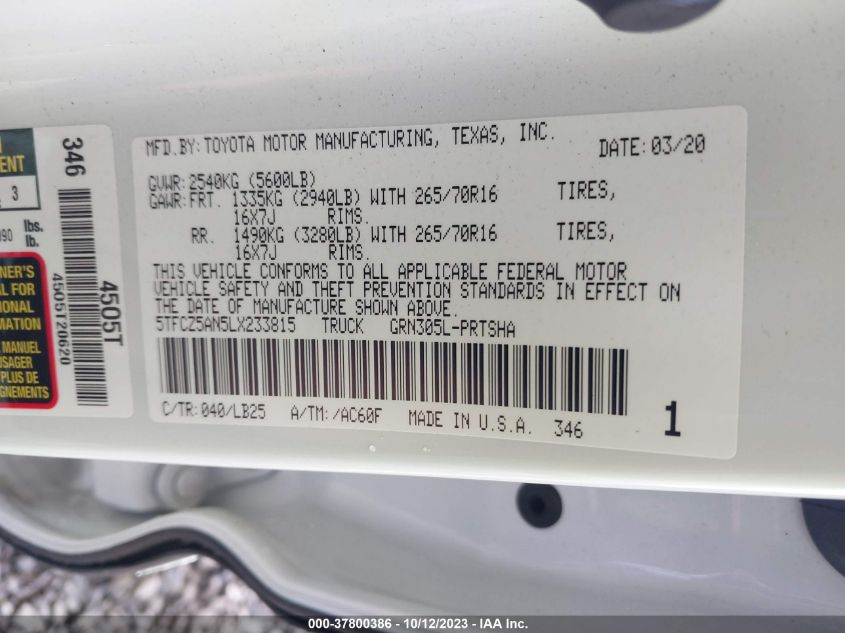 MFD.BY:TOYOTA MOTOR MANUFACTURING, TEXAS, INC. DATE:03/20
GVWR:2540KG (5600LB)
GAWR:FRT. 1335KG (2940LB) WITH 265/70R16 TIRES,
16X7J RIMS.
RR. 1490KG (3280LB) WITH 265/70R16 TIRES,
16X7J RIMS.
THIS VEHICLE CONFORMS TO ALL APPLICABLE FEDERAL MOTOR
VEHICLE SAFETY AND THEFT PREVENTION STANDARDS IN EFFECT ON
THE DATE OF MANUFACTURE SHOWN ABOVE.
5TFCZ5AN5LX233815 TRUCK GRN305L-PRTSHA
C/TR:040/LB25 A/TM:/AC60F MADE IN U.S.A. 346 1
346
4505T
4505120620
3
lbs.
lb.
090
NER'S
L FOR
IONAL
MATION
MANUEL
USAGER
PLUS DE
GNEMENTS
000-37800386 - 10/12/2023 - IAA Inc.